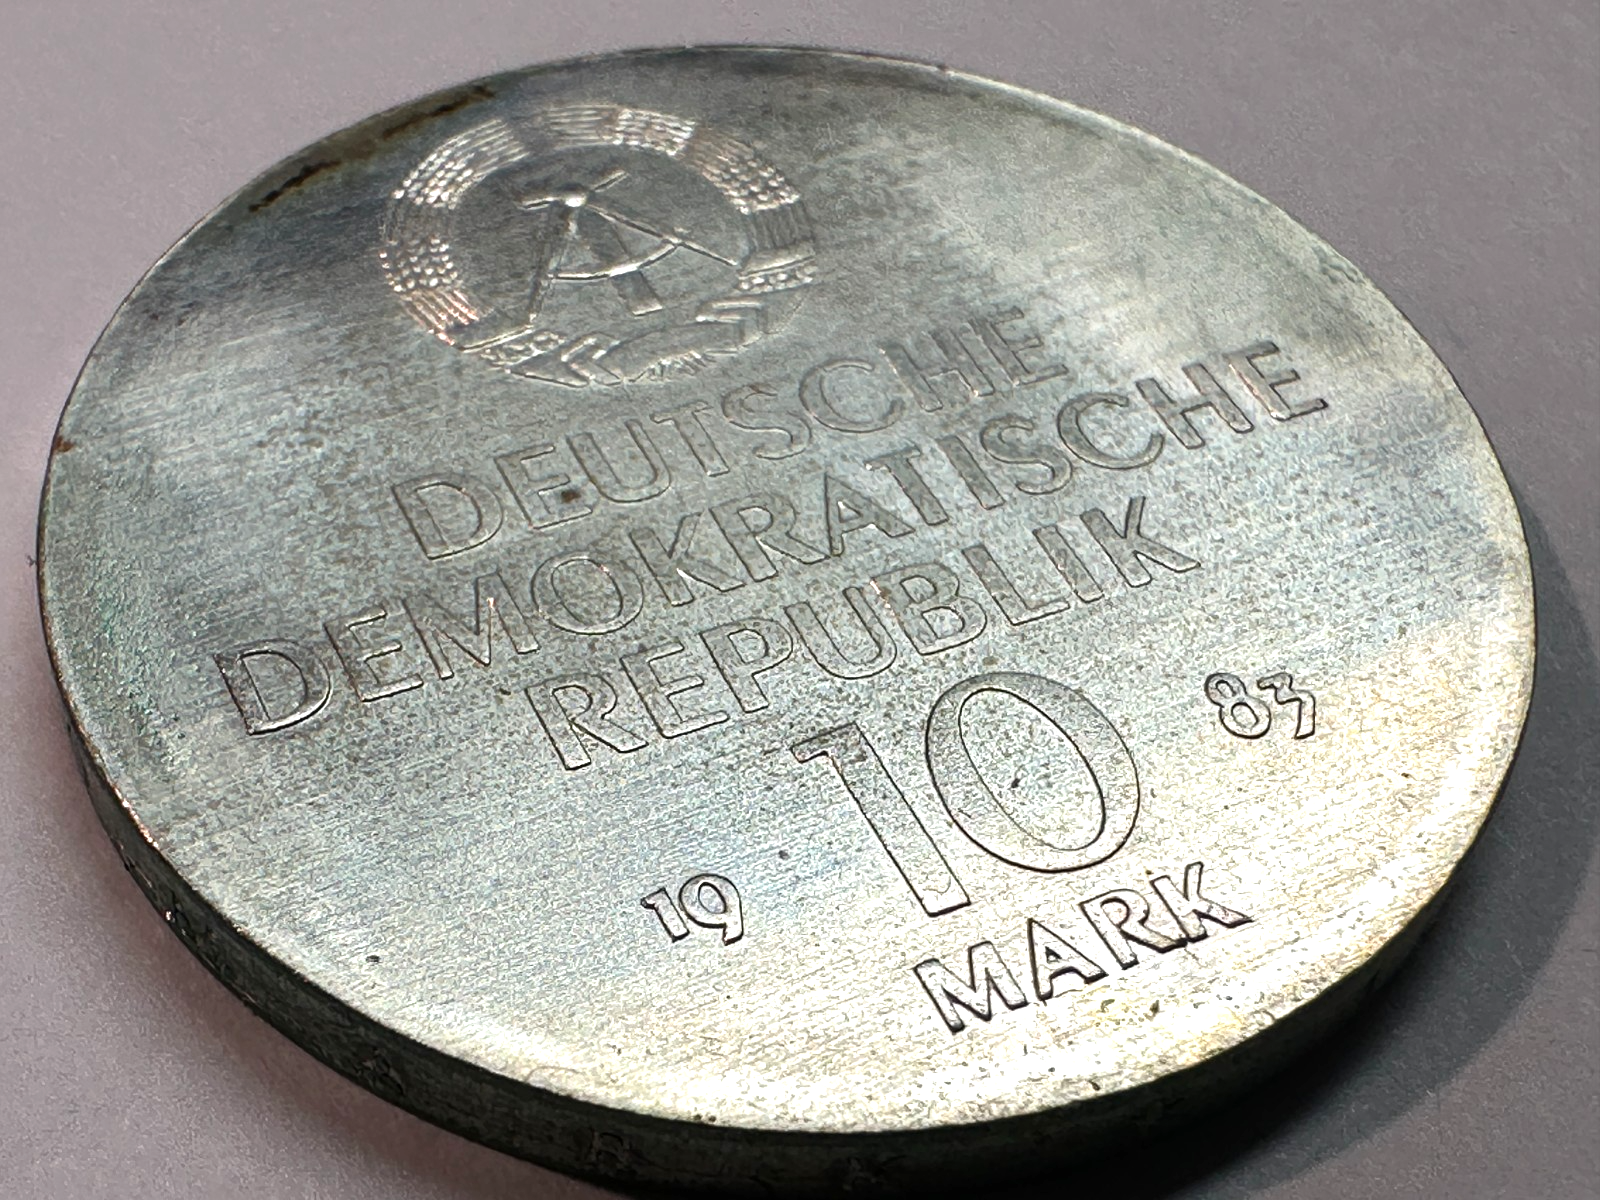 DEUTSCHE
DEMOKRATISCHE
REPUBLIK
19 10 83
MARK